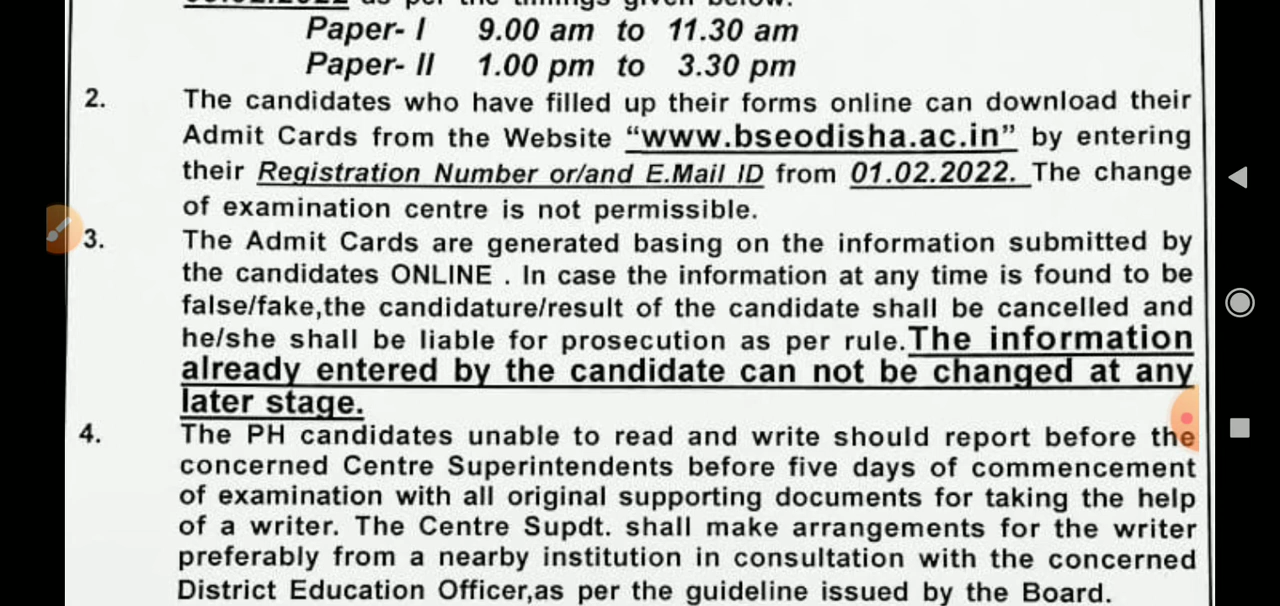 as per the timings given below.
Paper- I 9.00 am to 11.30 am
Paper- II 1.00 pm to 3.30 pm
2. The candidates who have filled up their forms online can download their
Admit Cards from the Website “www.bseodisha.ac.in” by entering
their Registration Number or/and E.Mail ID from 01.02.2022. The change
of examination centre is not permissible.
3. The Admit Cards are generated basing on the information submitted by
the candidates ONLINE . In case the information at any time is found to be
false/fake,the candidature/result of the candidate shall be cancelled and
he/she shall be liable for prosecution as per rule.The information
already entered by the candidate can not be changed at any
later stage.
4. The PH candidates unable to read and write should report before the
concerned Centre Superintendents before five days of commencement
of examination with all original supporting documents for taking the help
of a writer. The Centre Supdt. shall make arrangements for the writer
preferably from a nearby institution in consultation with the concerned
District Education Officer,as per the guideline issued by the Board.